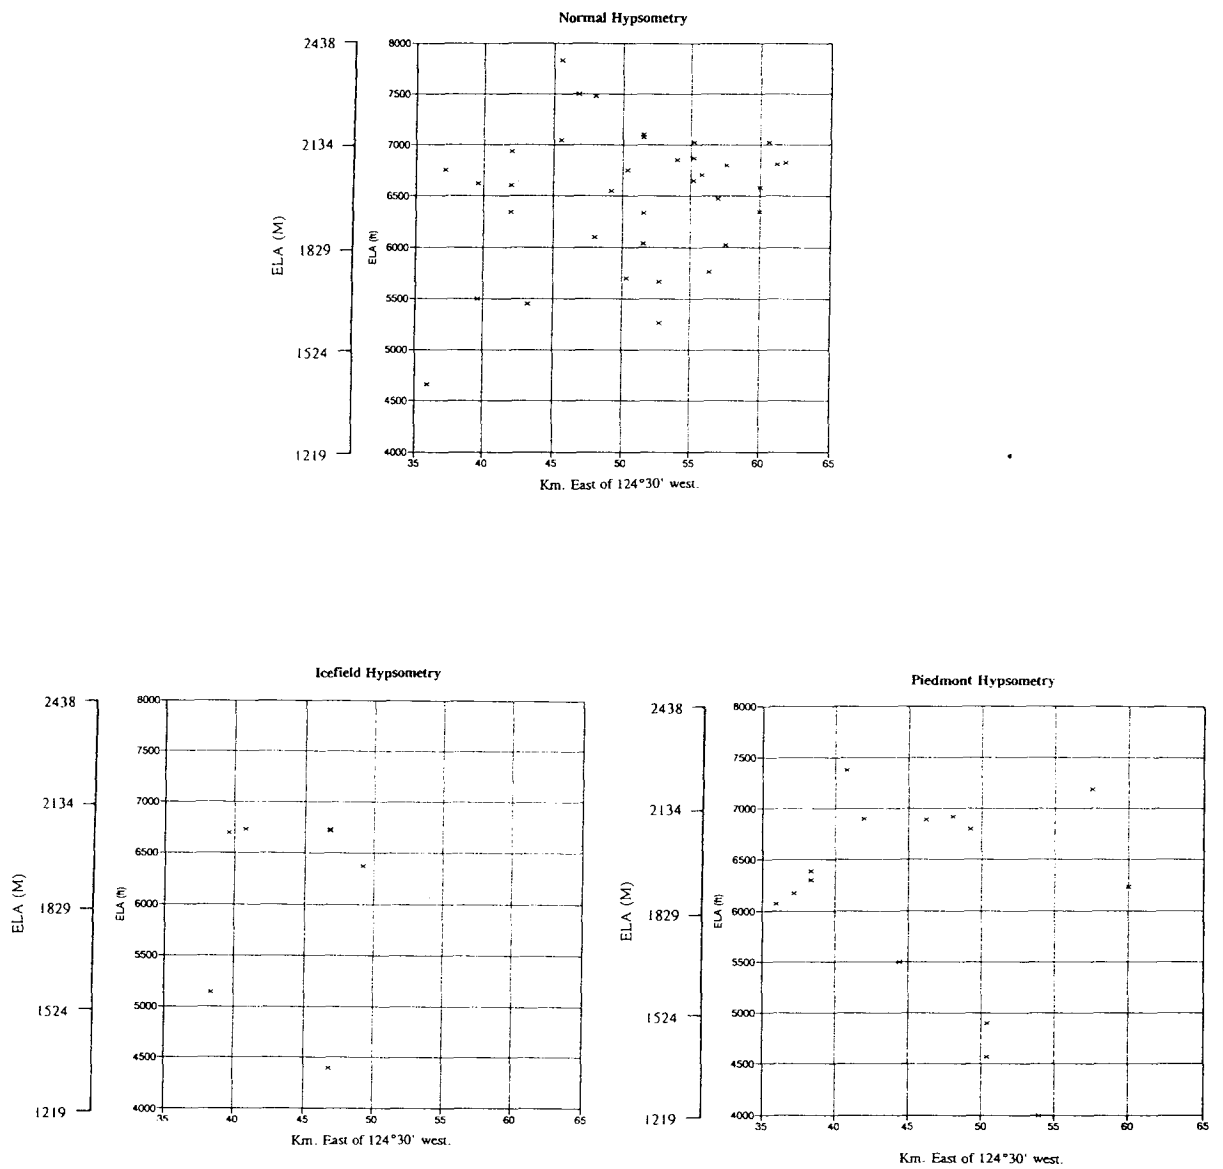 Normal Hypsometry
2438
2134
1829
1524
1219
ELA (M)
8000
7500
7000
6500
6000
5500
5000
4500
4000
ELA (ft)
35 40 45 50 55 60 65
Km. East of 124°30' west.
Icefield Hypsometry
2438
2134
1829
1524
1219
ELA (M)
8000
7500
7000
6500
6000
5500
5000
4500
4000
ELA (ft)
35 40 45 50 55 60 65
Km. East of 124°30' west.
Piedmont Hypsometry
2438
2134
1829
1524
1219
ELA (M)
8000
7500
7000
6500
6000
5500
5000
4500
4000
ELA (ft)
35 40 45 50 55 60 65
Km. East of 124°30' west.